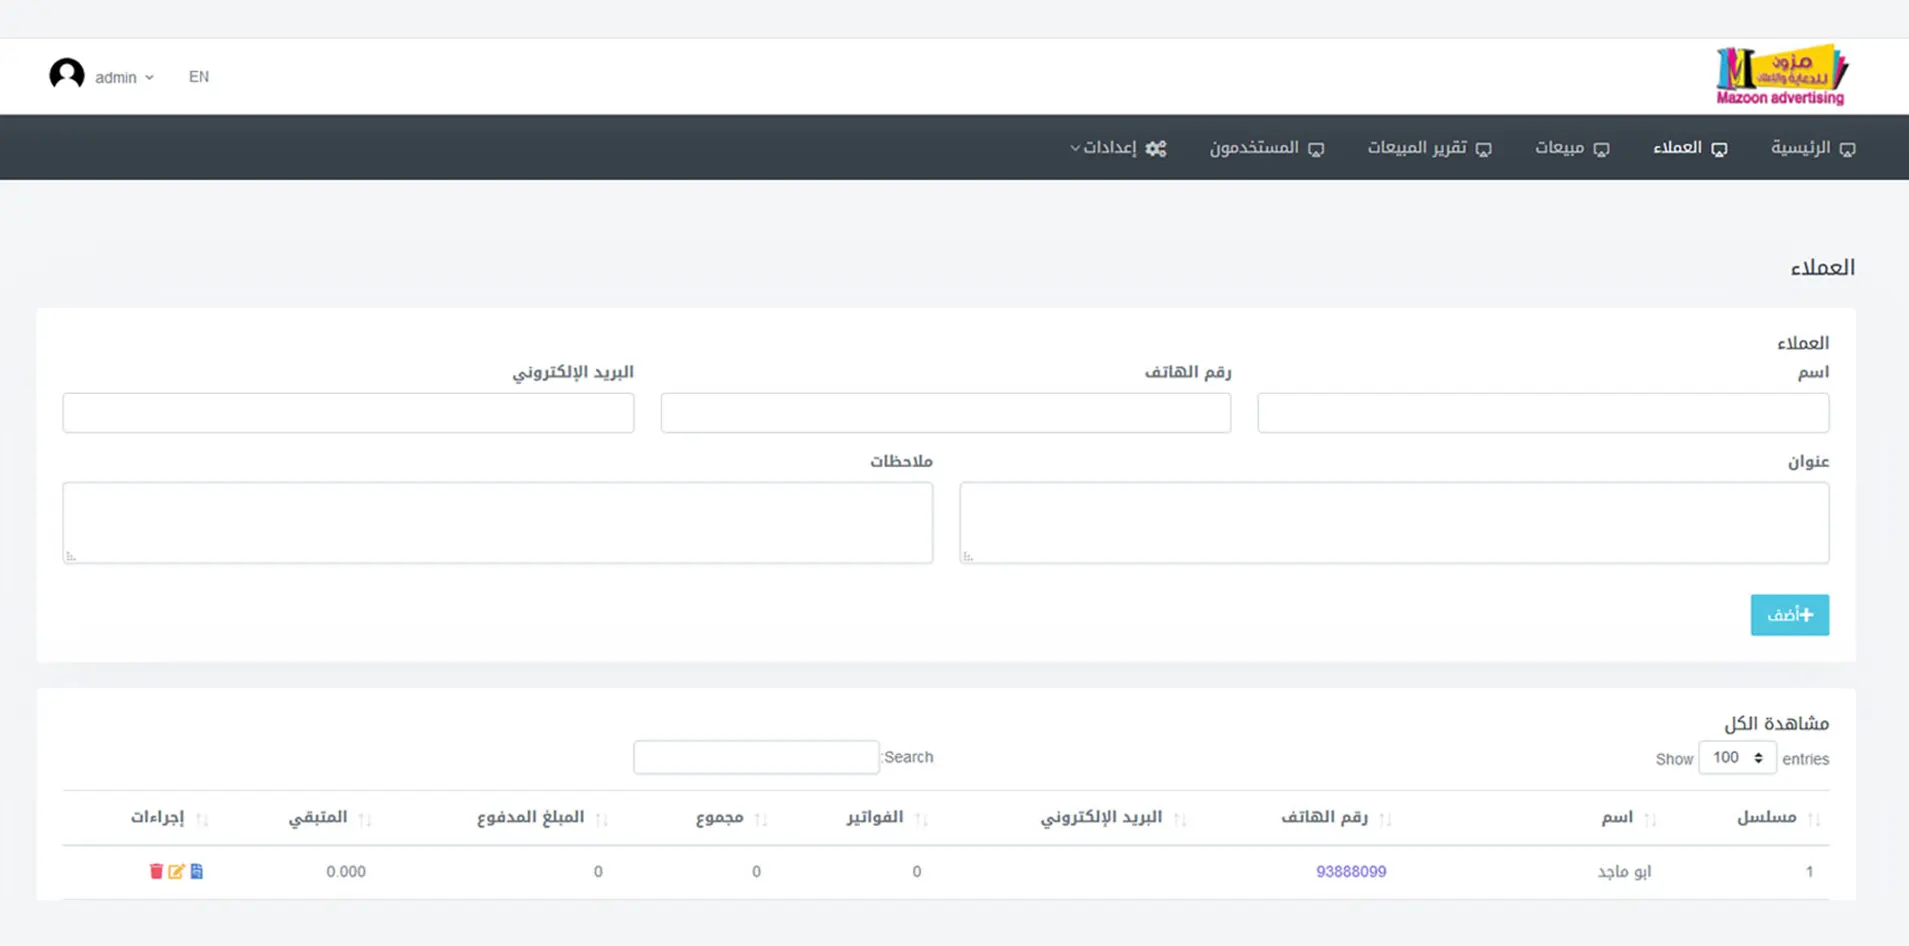 مزون
للدعاية والإعلان
Mazoon advertising
EN
admin
الرئيسية
العملاء
مبيعات
تقرير المبيعات
المستخدمون
إعدادات
العملاء
العملاء
اسم
رقم الهاتف
البريد الإلكتروني
عنوان
ملاحظات
أضف
مشاهدة الكل
Show 100 entries
Search:
مسلسل اسم رقم الهاتف البريد الإلكتروني الفواتير مجموع المبلغ المدفوع المتبقي إجراءات
1 ابو ماجد 93888099 0 0 0 0.000